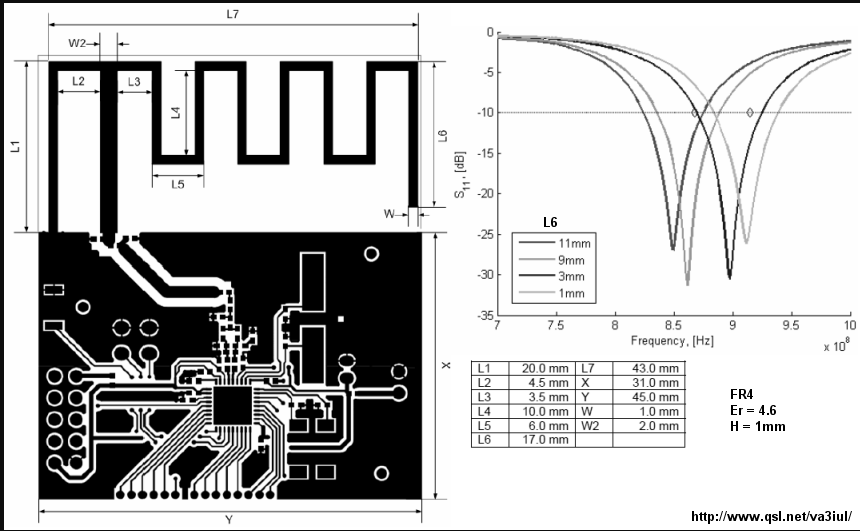 L7
W2
L2
L3
L4
L1
L6
L5
W
X
Y
S11, [dB]
0
-5
-10
-15
-20
-25
-30
-35
7
7.5
8
8.5
9
9.5
10
Frequency, [Hz]
x 10^8
L6
11mm
9mm
3mm
1mm
L1 20.0 mm L7 43.0 mm
L2 4.5 mm X 31.0 mm
L3 3.5 mm Y 45.0 mm
L4 10.0 mm W 1.0 mm
L5 6.0 mm W2 2.0 mm
L6 17.0 mm
FR4
Er = 4.6
H = 1mm
http://www.qsl.net/va3iul/